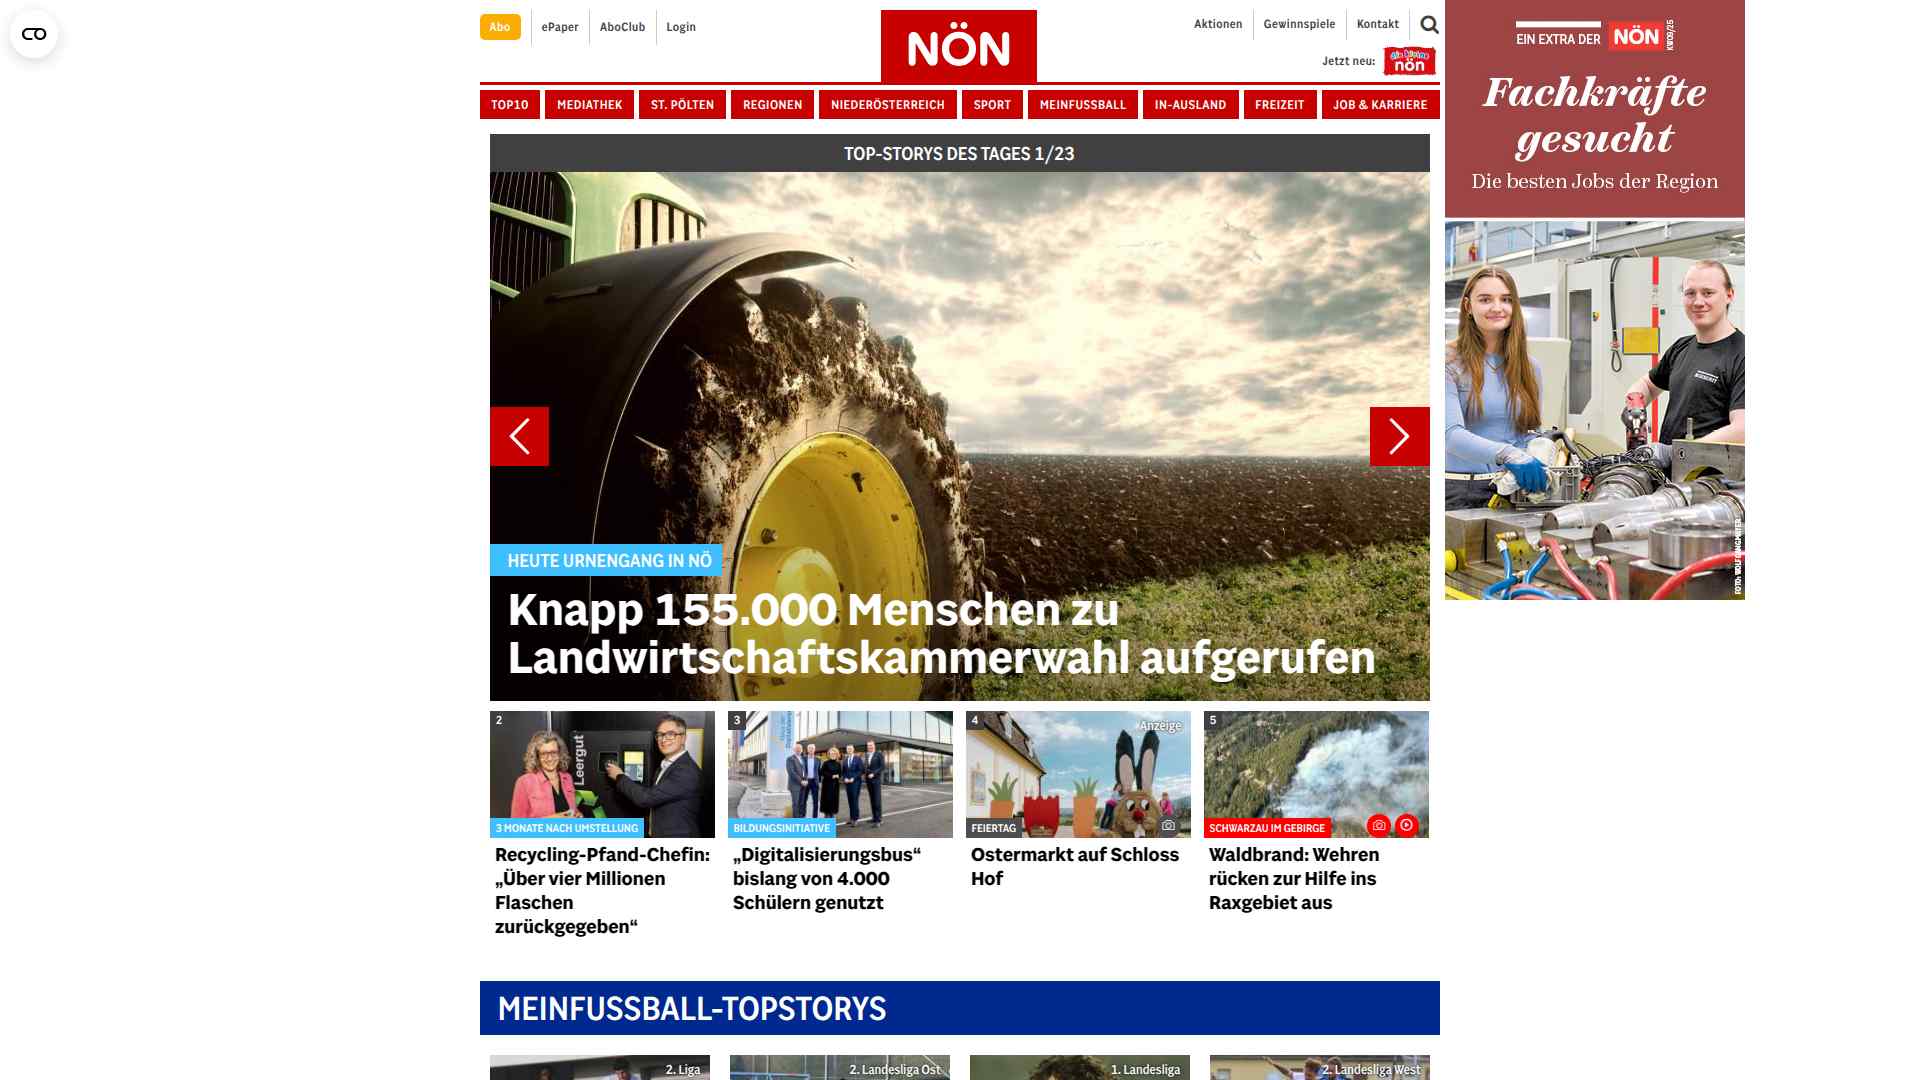 Abo
ePaper
AboClub
Login
NÖN
Aktionen
Gewinnspiele
Kontakt
Jetzt neu:
die kleine
nön
TOP10
MEDIATHEK
ST. PÖLTEN
REGIONEN
NIEDERÖSTERREICH
SPORT
MEINFUSSBALL
IN-AUSLAND
FREIZEIT
JOB & KARRIERE
EIN EXTRA DER NÖN
KW09/25
Fachkräfte
gesucht
Die besten Jobs der Region
TOP-STORYS DES TAGES 1/23
HEUTE URNENGANG IN NÖ
Knapp 155.000 Menschen zu
Landwirtschaftskammerwahl aufgerufen
2
Leergut
3 MONATE NACH UMSTELLUNG
Recycling-Pfand-Chefin:
„Über vier Millionen
Flaschen
zurückgegeben“
3
BILDUNGSINITIATIVE
„Digitalisierungsbus“
bislang von 4.000
Schülern genutzt
4
Anzeige
FEIERTAG
Ostermarkt auf Schloss
Hof
5
SCHWARZAU IM GEBIRGE
Waldbrand: Wehren
rücken zur Hilfe ins
Raxgebiet aus
MEINFUSSBALL-TOPSTORYS
2. Liga
2. Landesliga Ost
1. Landesliga
2. Landesliga West